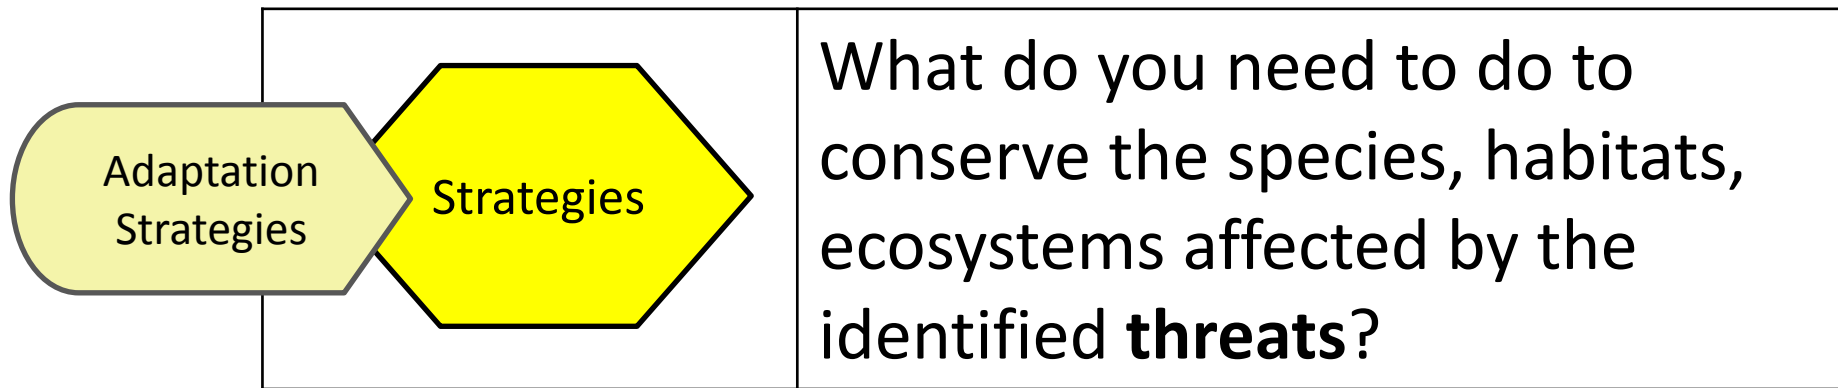 Adaptation
Strategies
Strategies
What do you need to do to
conserve the species, habitats,
ecosystems affected by the
identified threats?